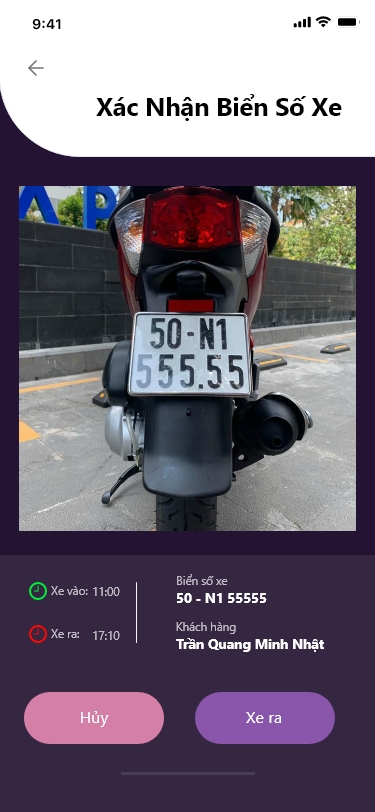 9:41
Xác Nhận Biển Số Xe
AP
50-N1
555.55
Xe vào: 11:00
Xe ra: 17:10
Biển số xe
50 - N1 55555
Khách hàng
Trần Quang Minh Nhật
Hủy
Xe ra